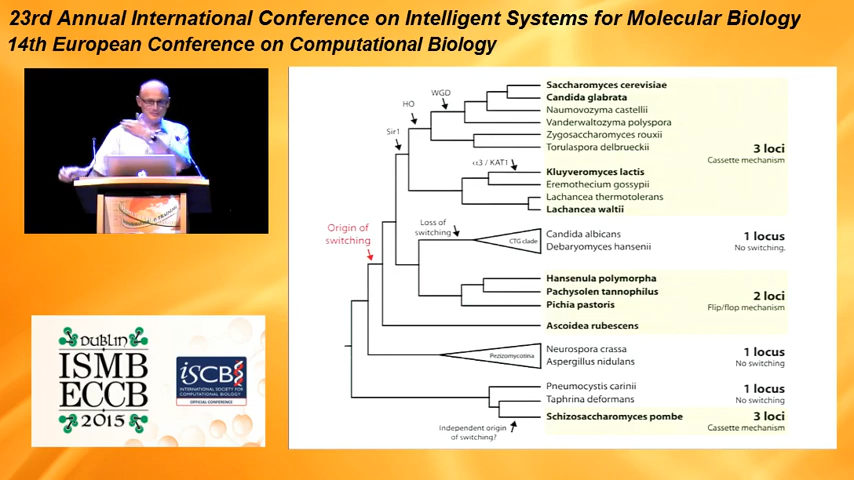 23rd Annual International Conference on Intelligent Systems for Molecular Biology
14th European Conference on Computational Biology
Saccharomyces cerevisiae
Candida glabrata
Naumovozyma castellii
Vanderwaltozyma polyspora
Zygosaccharomyces rouxii
Torulaspora delbrueckii
WGD
HO
Sir1
3 loci
Cassette mechanism
α3 / KAT1
Kluyveromyces lactis
Eremothecium gossypii
Lachancea thermotolerans
Lachancea waltii
Origin of
switching
Loss of
switching
CTG clade
Candida albicans
Debaryomyces hansenii
1 locus
No switching.
Hansenula polymorpha
Pachysolen tannophilus
Pichia pastoris
2 loci
Flip/flop mechanism
Ascoidea rubescens
Pezizomycotina
Neurospora crassa
Aspergillus nidulans
1 locus
No switching
Pneumocystis carinii
Taphrina deformans
1 locus
No switching
Schizosaccharomyces pombe
3 loci
Cassette mechanism
Independent origin
of switching?
DUBLIN
ISMB
ECCB
2015
ISCB
INTERNATIONAL SOCIETY FOR
COMPUTATIONAL BIOLOGY
OFFICIAL CONFERENCE